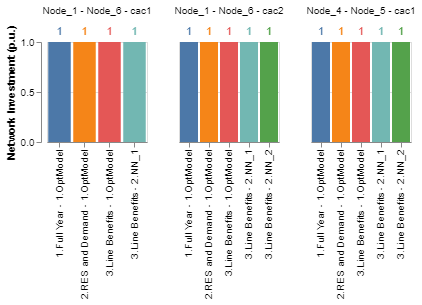 Node_1 - Node_6 - cac1
Node_1 - Node_6 - cac2
Node_4 - Node_5 - cac1
1 1 1 1
1 1 1 1 1
1 1 1 1 1
Network Investment (p.u.)
1.0
0.5
0.0
1.Full Year - 1.OptModel
2.RES and Demand - 1.OptModel
3.Line Benefits - 1.OptModel
3.Line Benefits - 2.NN_1
1.Full Year - 1.OptModel
2.RES and Demand - 1.OptModel
3.Line Benefits - 1.OptModel
3.Line Benefits - 2.NN_1
3.Line Benefits - 2.NN_2
1.Full Year - 1.OptModel
2.RES and Demand - 1.OptModel
3.Line Benefits - 1.OptModel
3.Line Benefits - 2.NN_1
3.Line Benefits - 2.NN_2